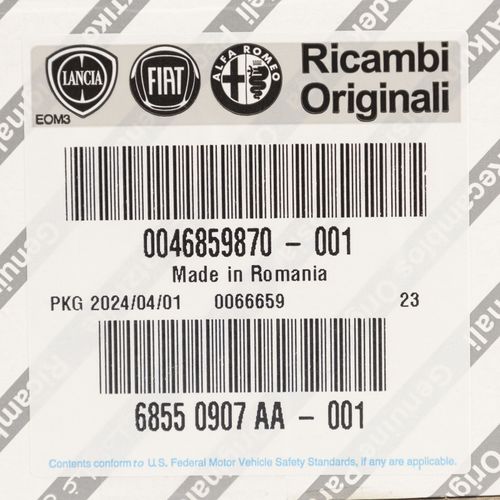 LANCIA
FIAT
ALFA ROMEO
Ricambi
Originali
EOM3
0046859870 - 001
Made in Romania
PKG 2024/04/01 0066659 23
6855 0907 AA - 001
Contents conform to U.S. Federal Motor Vehicle Safety Standards, if any are applicable.